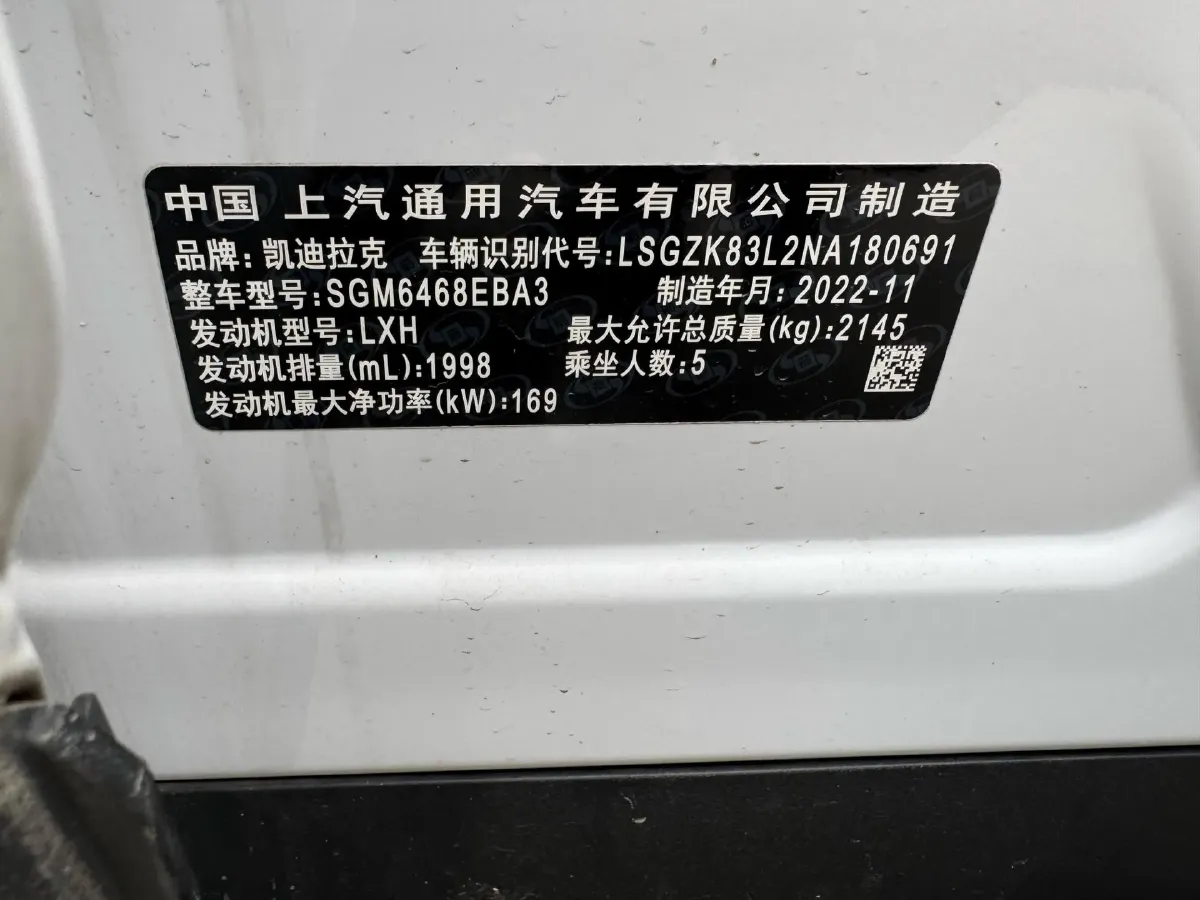 中国 上汽通用汽车有限公司制造
品牌: 凯迪拉克 车辆识别代号:LSGZK83L2NA180691
整车型号:SGM6468EBA3 制造年月:2022-11
发动机型号:LXH 最大允许总质量(kg):2145
发动机排量(mL):1998 乘坐人数:5
发动机最大净功率(kW):169